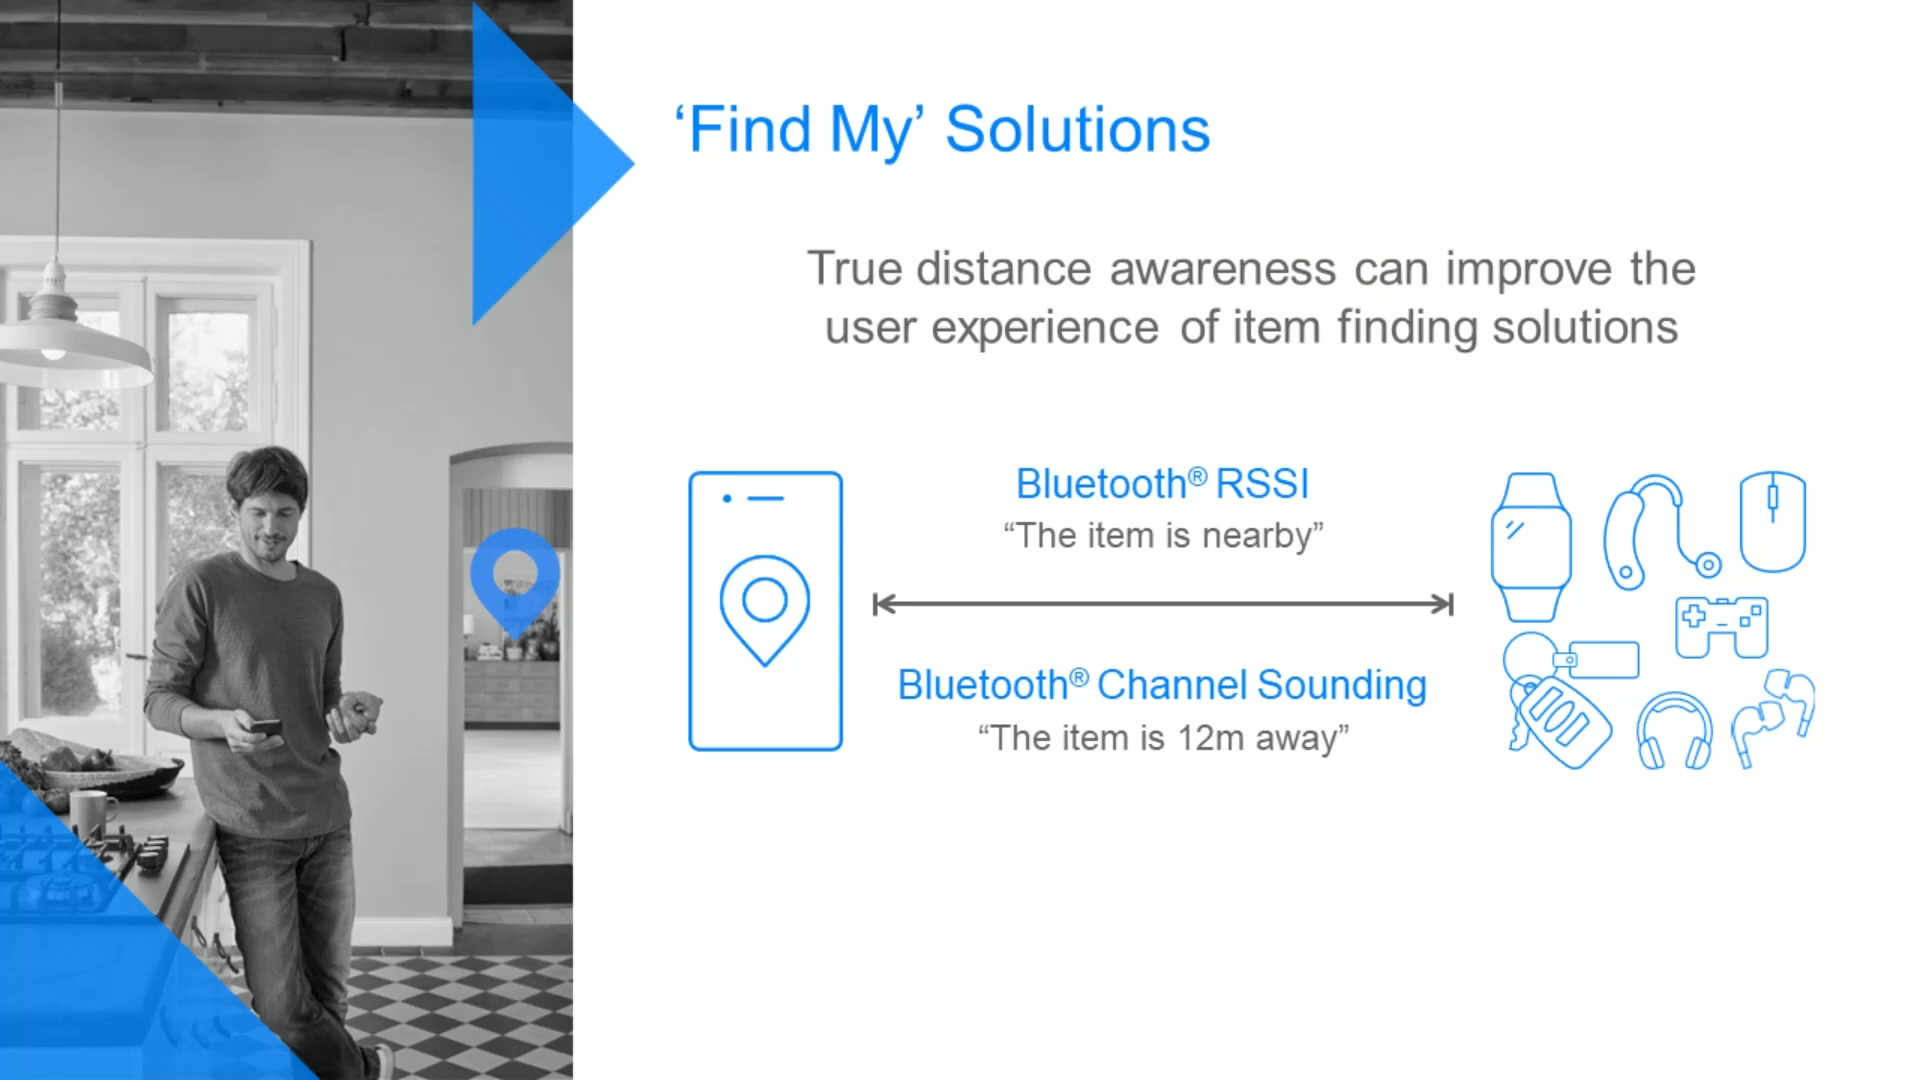 ‘Find My’ Solutions
True distance awareness can improve the
user experience of item finding solutions
Bluetooth® RSSI
“The item is nearby”
Bluetooth® Channel Sounding
“The item is 12m away”